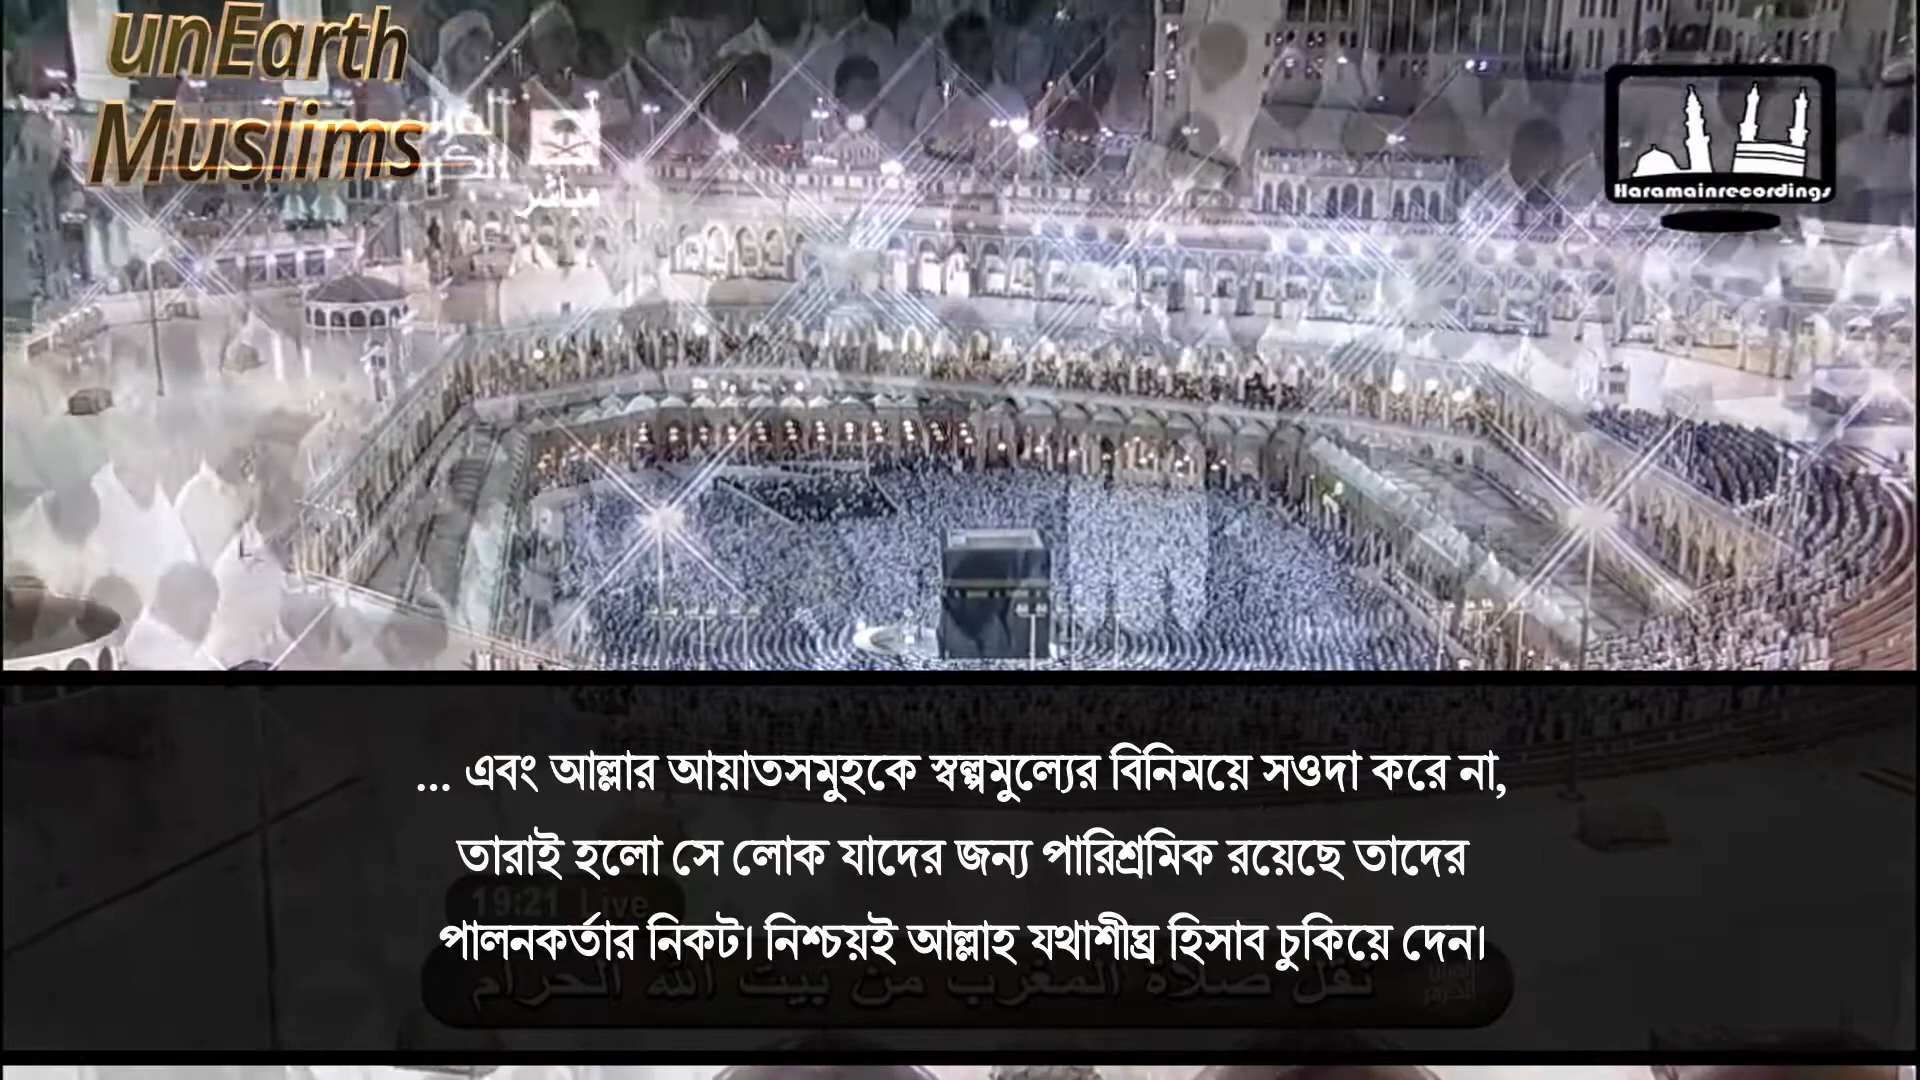 unEarth
Muslims
مباشر
Haramainrecordings
... এবং আল্লার আয়াতসমুহকে স্বল্পমুল্যের বিনিময়ে সওদা করে না,
তারাই হলো সে লোক যাদের জন্য পারিশ্রমিক রয়েছে তাদের
19:21 Live
পালনকর্তার নিকট। নিশ্চয়ই আল্লাহ যথাশীঘ্র হিসাব চুকিয়ে দেন।
نقل صلاة المغرب من بيت الله الحرام